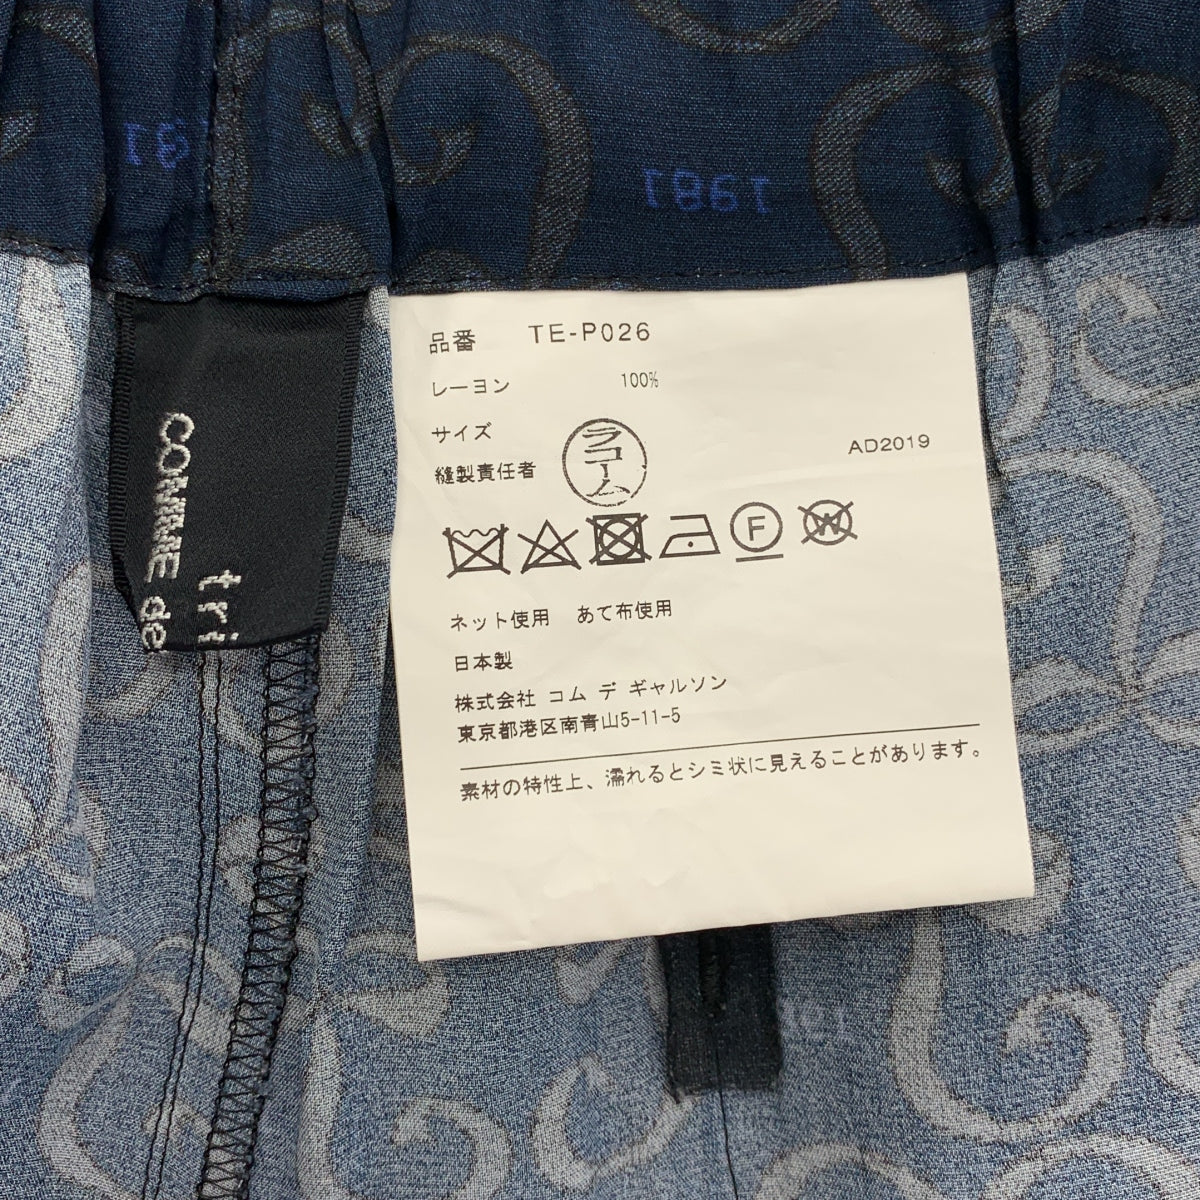 1981
品番 TE-P026
レーヨン 100%
サイズ
縫製責任者
ラコーム
AD2019
F
W
ネット使用 あて布使用
日本製
株式会社 コム デ ギャルソン
東京都港区南青山5-11-5
素材の特性上、濡れるとシミ状に見えることがあります。
tri
COMME de